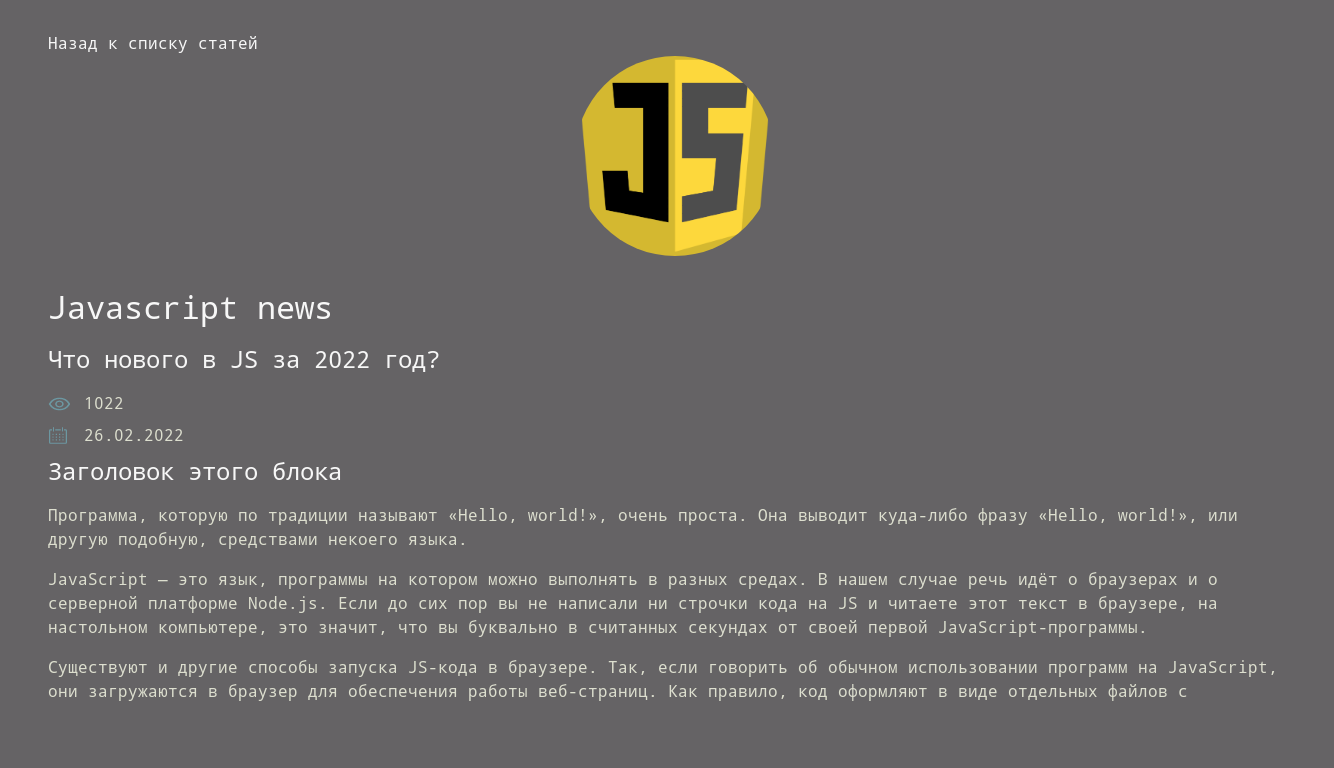 Назад к списку статей
JS
Javascript news
Что нового в JS за 2022 год?
1022
26.02.2022
Заголовок этого блока
Программа, которую по традиции называют «Hello, world!», очень проста. Она выводит куда-либо фразу «Hello, world!», или
другую подобную, средствами некоего языка.
JavaScript — это язык, программы на котором можно выполнять в разных средах. В нашем случае речь идёт о браузерах и о
серверной платформе Node.js. Если до сих пор вы не написали ни строчки кода на JS и читаете этот текст в браузере, на
настольном компьютере, это значит, что вы буквально в считанных секундах от своей первой JavaScript-программы.
Существуют и другие способы запуска JS-кода в браузере. Так, если говорить об обычном использовании программ на JavaScript,
они загружаются в браузер для обеспечения работы веб-страниц. Как правило, код оформляют в виде отдельных файлов с